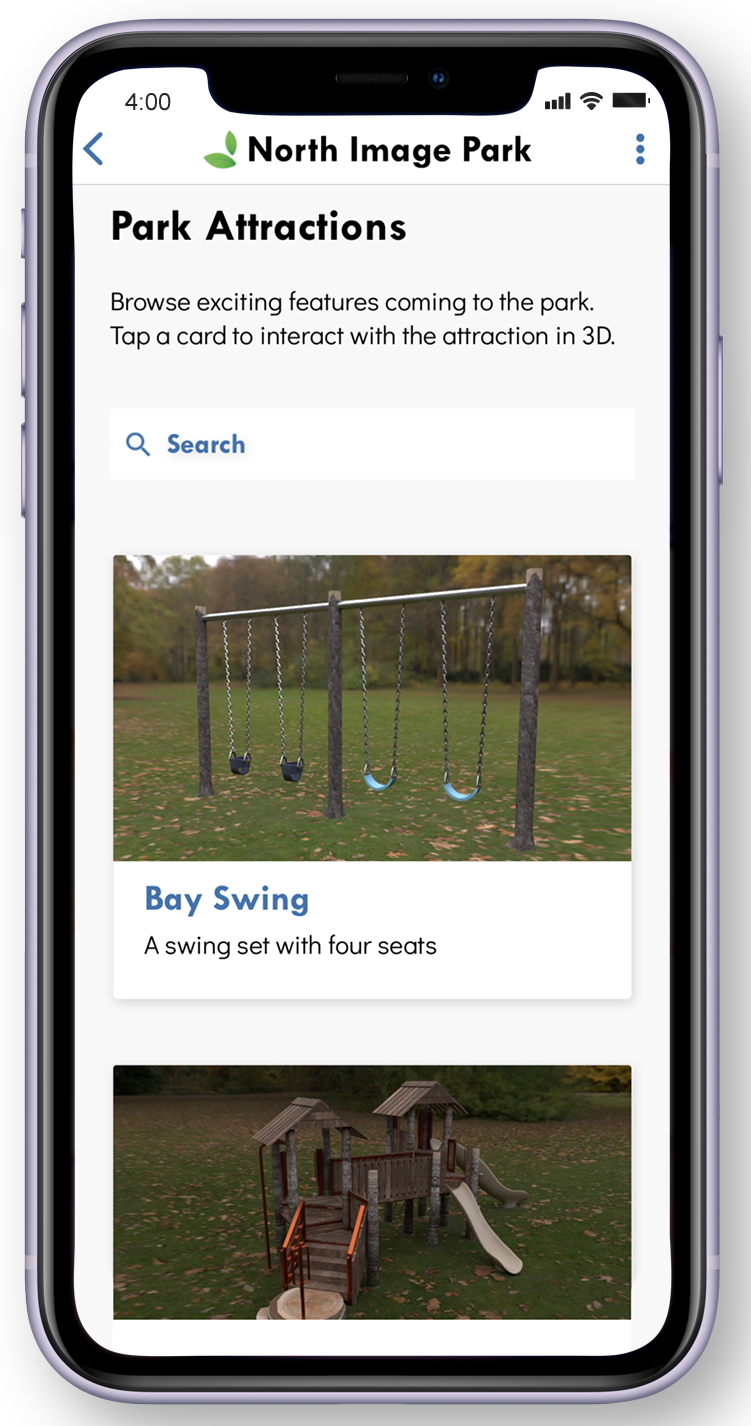 4:00
North Image Park
Park Attractions
Browse exciting features coming to the park.
Tap a card to interact with the attraction in 3D.
Search
Bay Swing
A swing set with four seats